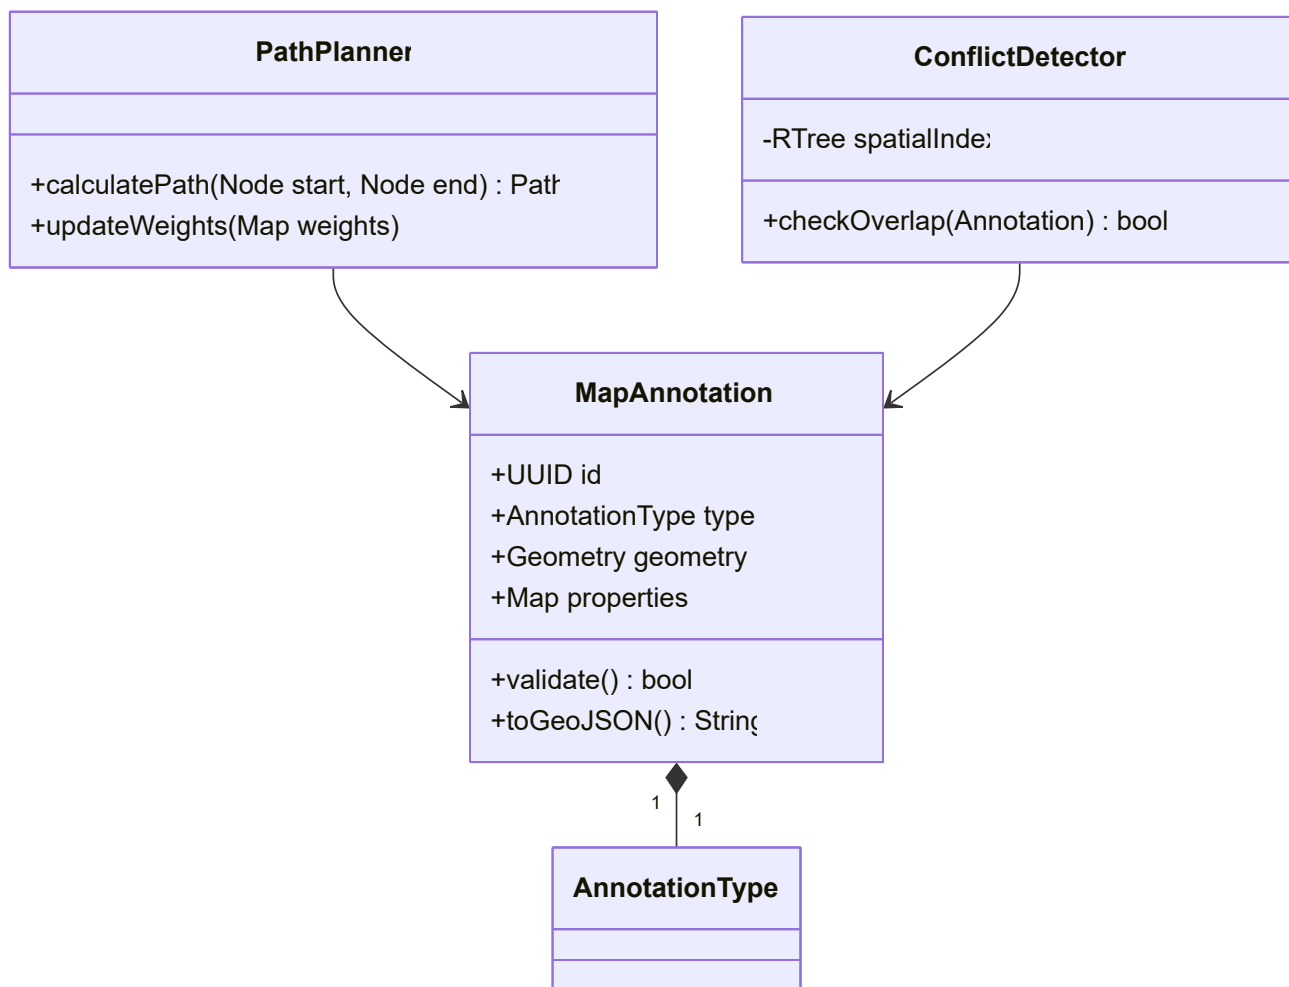 PathPlanner
+calculatePath(Node start, Node end) : Path
+updateWeights(Map weights)
ConflictDetector
-RTree spatialIndex
+checkOverlap(Annotation) : bool
MapAnnotation
+UUID id
+AnnotationType type
+Geometry geometry
+Map properties
+validate() : bool
+toGeoJSON() : String
1
1
AnnotationType